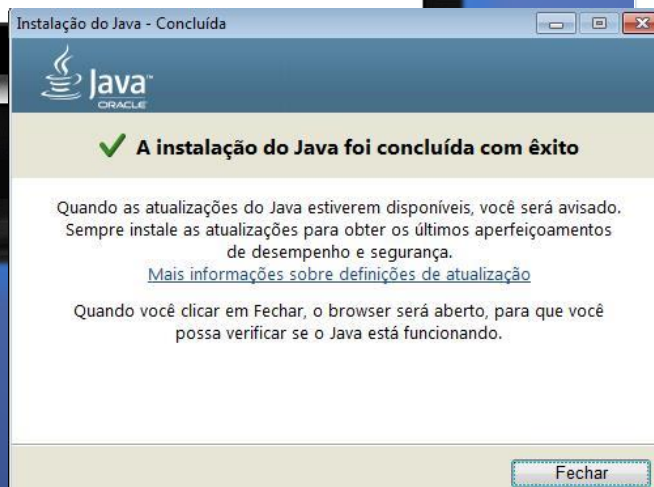 Instalação do Java - Concluída
Java™
ORACLE
A instalação do Java foi concluída com êxito
Quando as atualizações do Java estiverem disponíveis, você será avisado.
Sempre instale as atualizações para obter os últimos aperfeiçoamentos
de desempenho e segurança.
Mais informações sobre definições de atualização
Quando você clicar em Fechar, o browser será aberto, para que você
possa verificar se o Java está funcionando.
Fechar